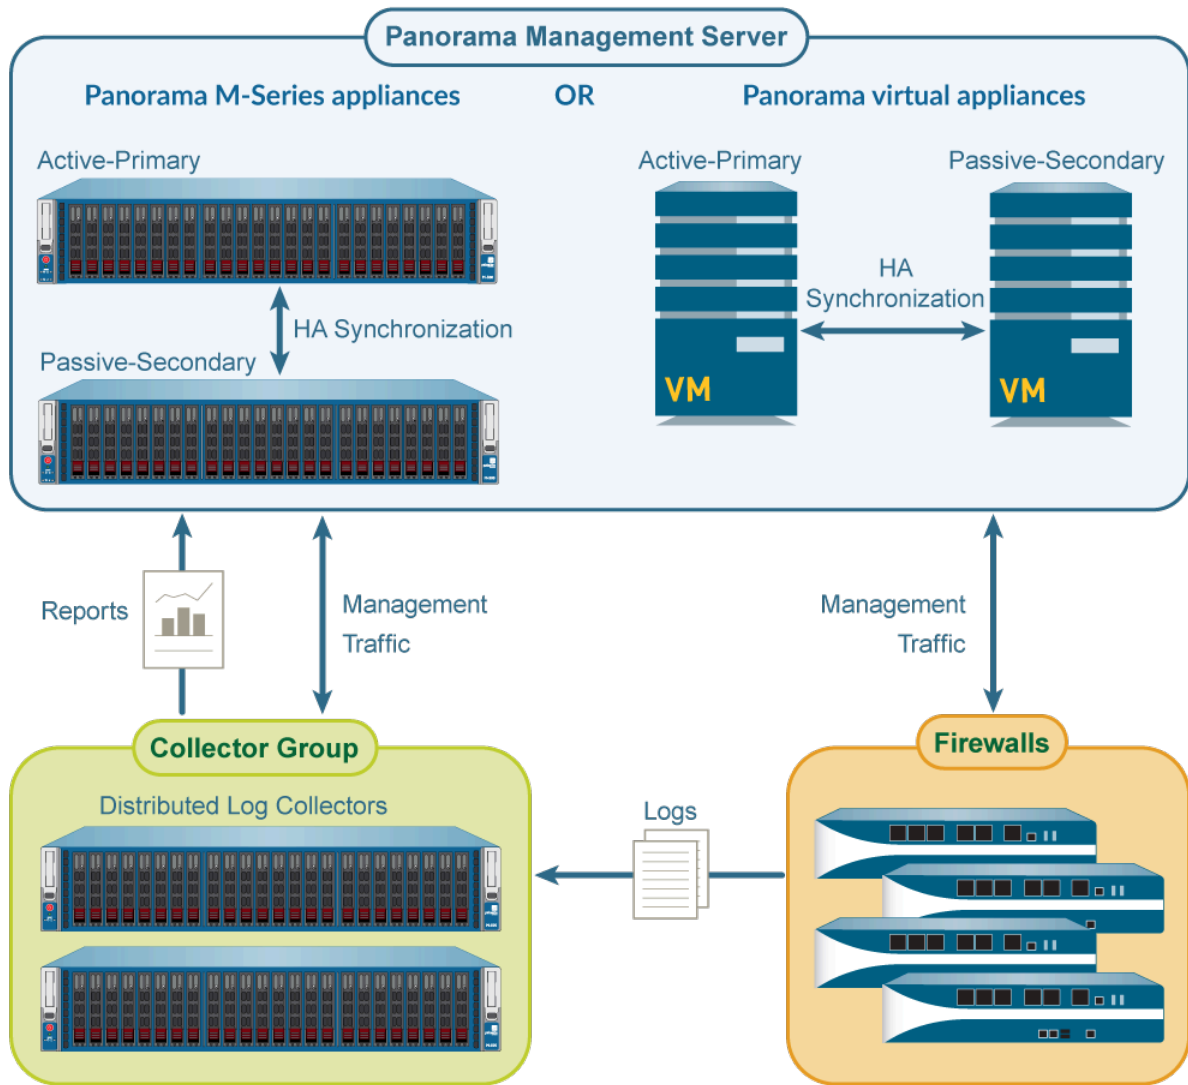 Panorama Management Server
Panorama M-Series appliances
OR
Panorama virtual appliances
Active-Primary
Active-Primary
Passive-Secondary
HA
Synchronization
HA Synchronization
Passive-Secondary
VM
VM
Reports
Management
Traffic
Management
Traffic
Collector Group
Firewalls
Distributed Log Collectors
Logs